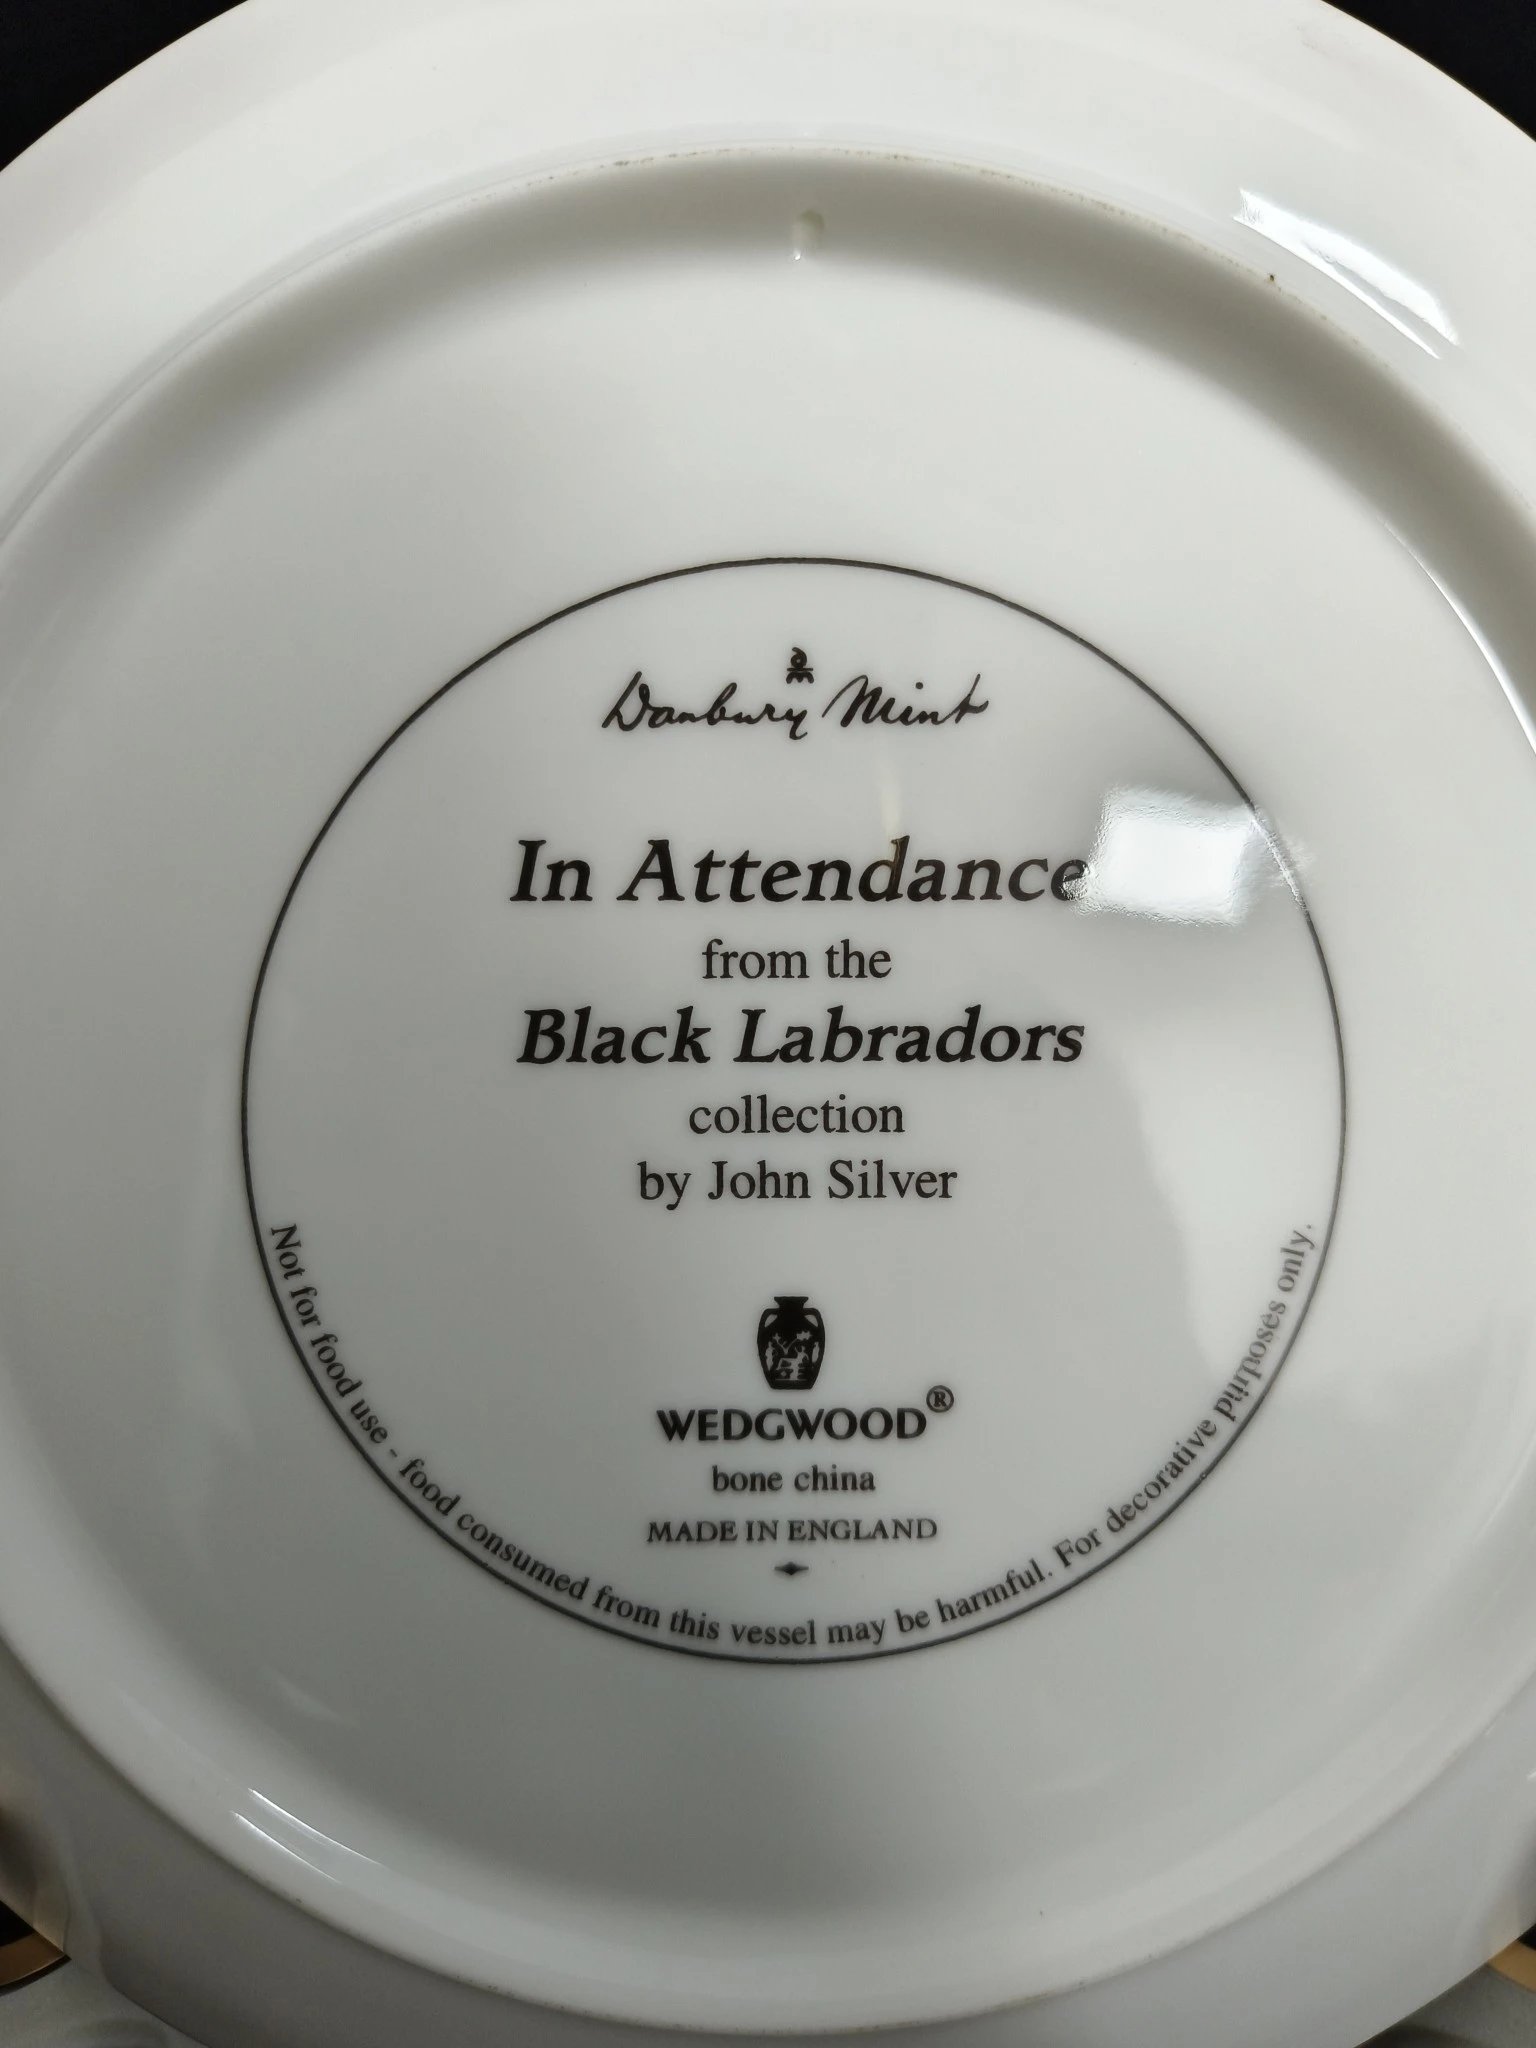 Danbury Mint
In Attendance
from the
Black Labradors
collection
by John Silver
WEDGWOOD®
bone china
MADE IN ENGLAND
Not for food use - food consumed from this vessel may be harmful. For decorative purposes only.